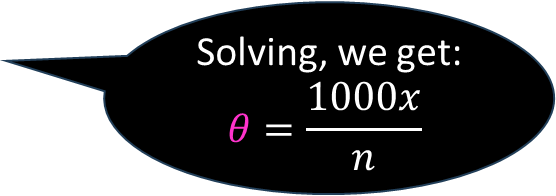 Solving, we get:
θ = 1000x / n